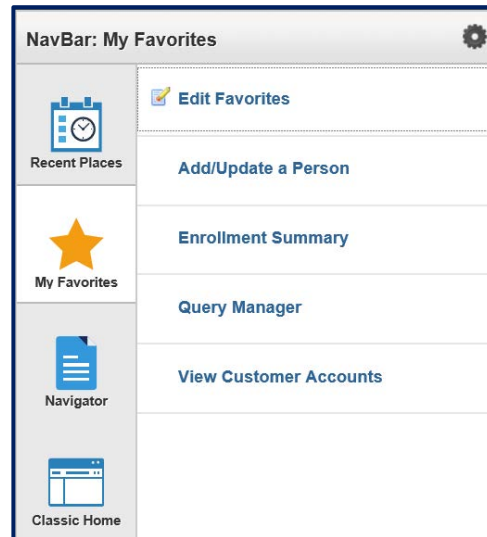 NavBar: My Favorites
Recent Places
My Favorites
Navigator
Classic Home
Edit Favorites
Add/Update a Person
Enrollment Summary
Query Manager
View Customer Accounts